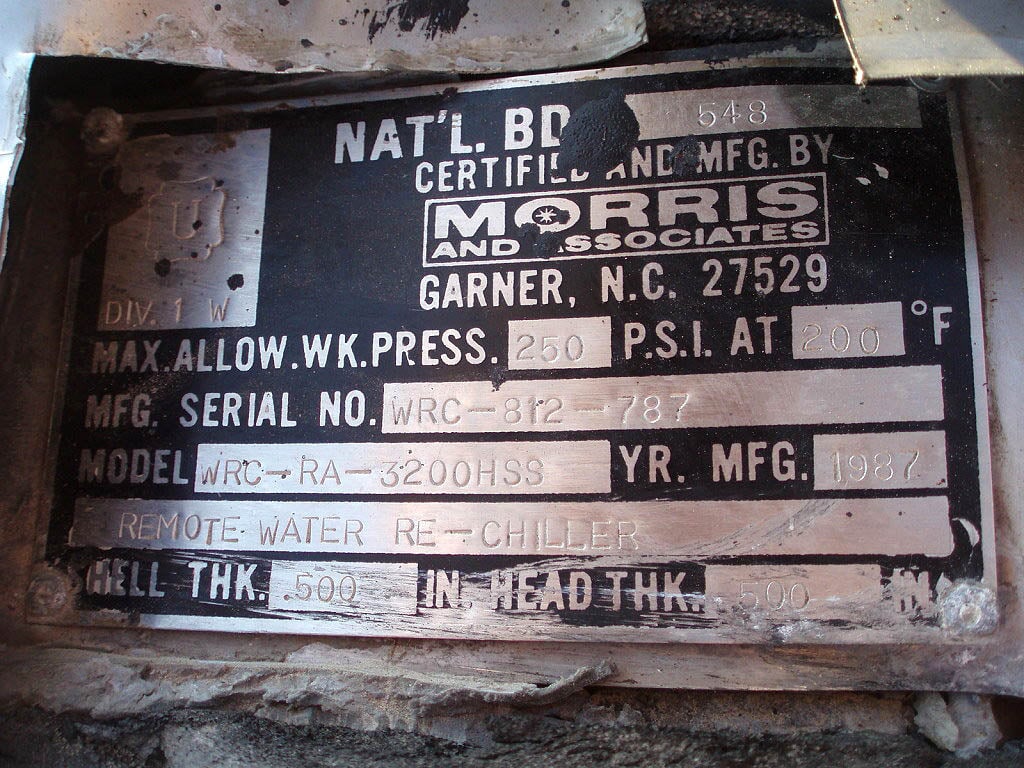 NAT'L. BD 548
CERTIFIED AND MFG. BY
MORRIS
AND ASSOCIATES
GARNER, N.C. 27529
U
DIV. 1 W
MAX.ALLOW.WK.PRESS. 250 P.S.I. AT 200 °F
MFG. SERIAL NO. WRC-812-787
MODEL WRC-RA-3200HSS YR. MFG. 1987
REMOTE WATER RE-CHILLER
SHELL THK. .500 IN. HEAD THK. .500 IN.